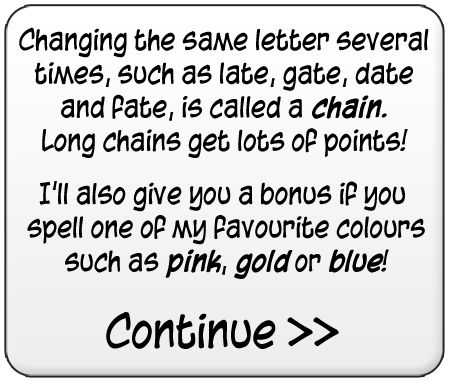 Changing the same letter several
times, such as late, gate, date
and fate, is called a chain.
Long chains get lots of points!
I'll also give you a bonus if you
spell one of my favourite colours
such as pink, gold or blue!
Continue >>